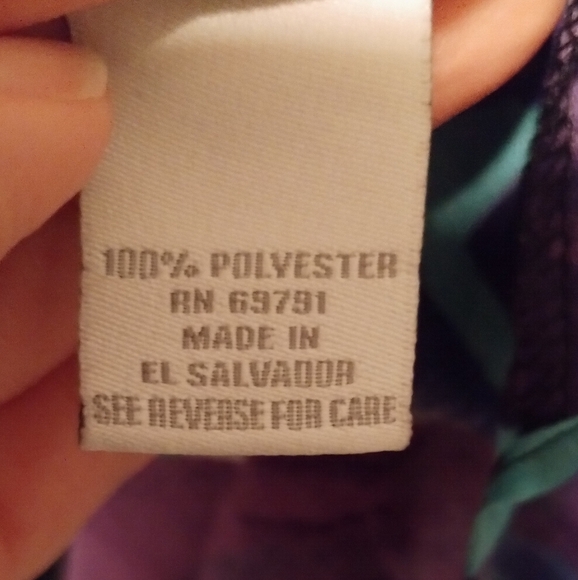 100% POLYESTER
RN 69791
MADE IN
EL SALVADOR
SEE REVERSE FOR CARE